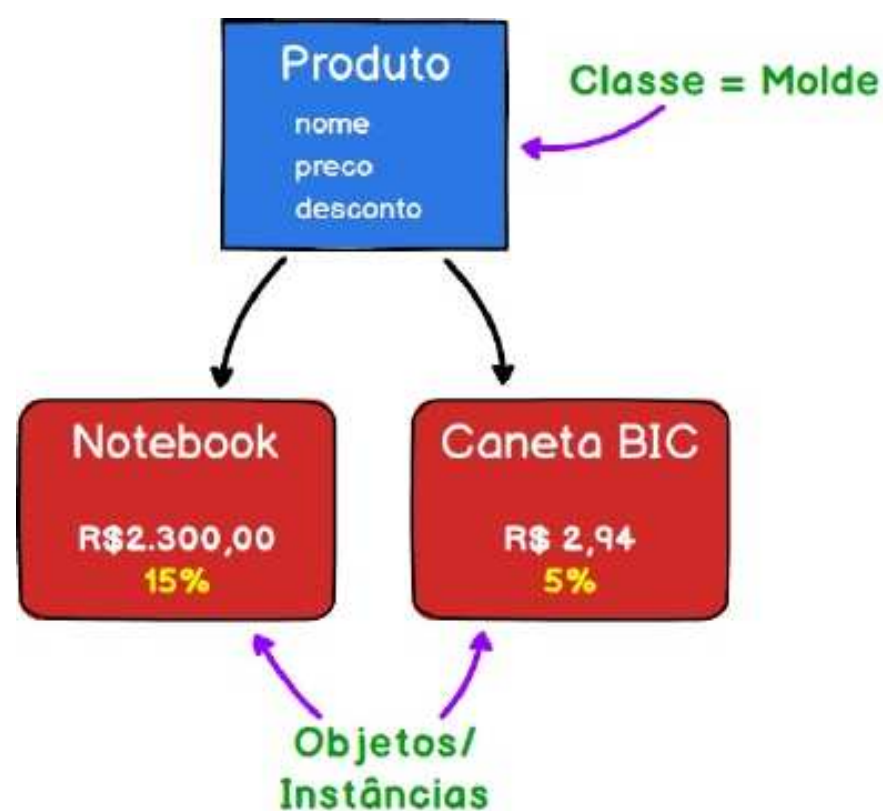 Produto
nome
preco
desconto
Classe = Molde
Notebook
R$2.300,00
15%
Caneta BIC
R$ 2,94
5%
Objetos/
Instâncias